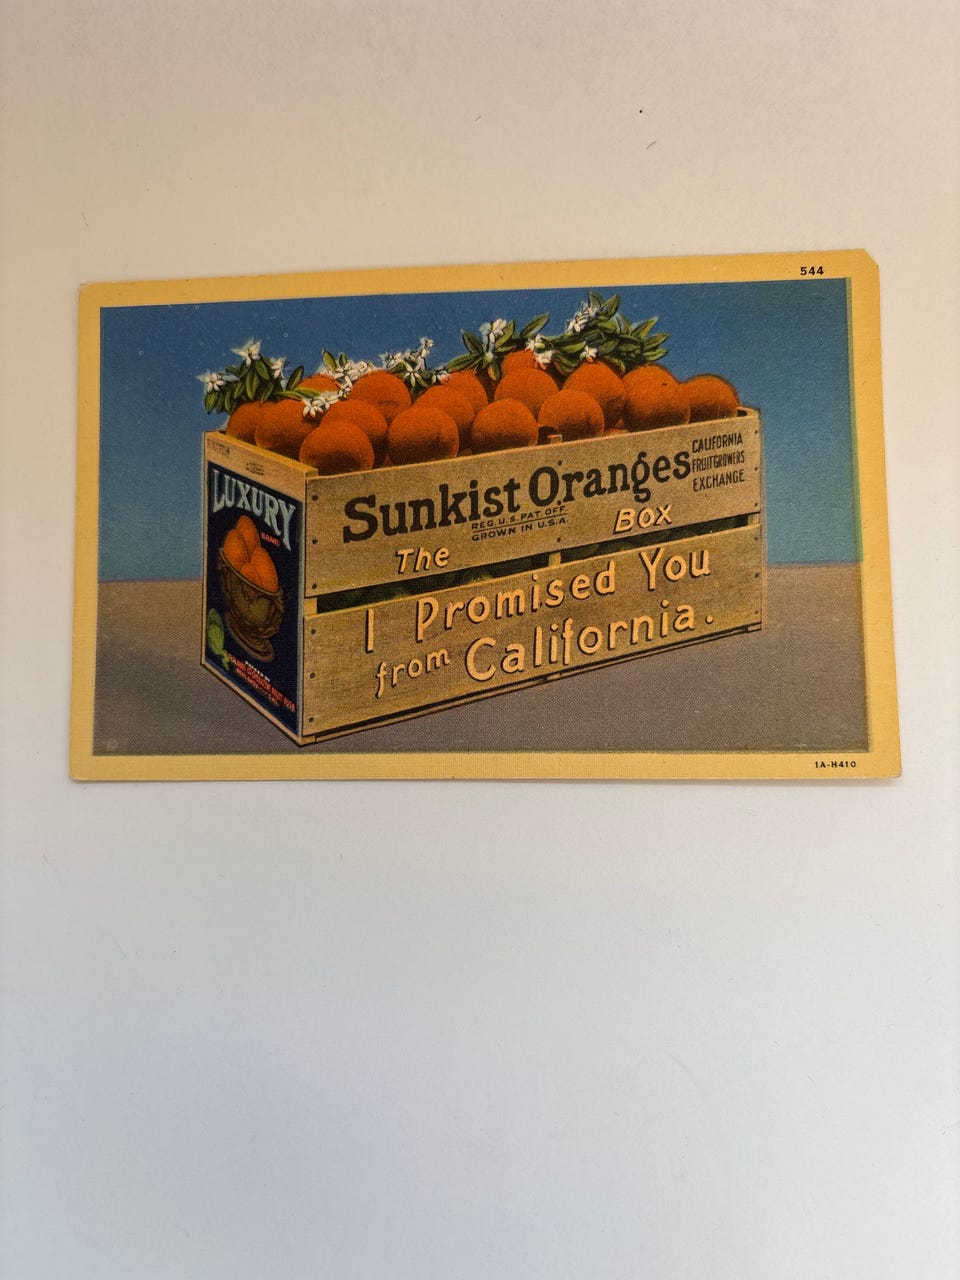 544
Sunkist Oranges
CALIFORNIA
FRUITGROWERS
EXCHANGE
REG. U.S. PAT. OFF.
GROWN IN U.S.A.
The Box
I Promised You
from California.
LUXURY
BRAND
1A-H410